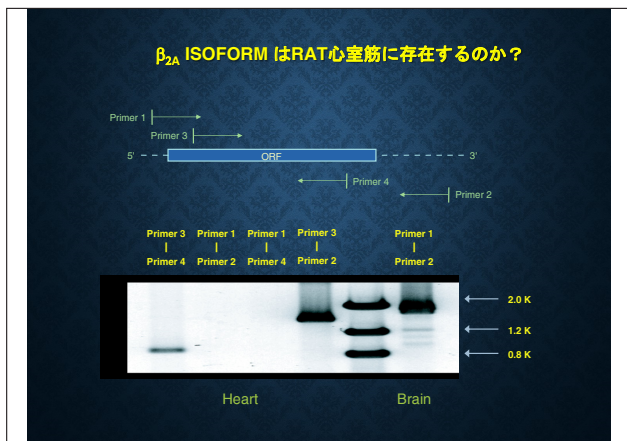 β2A ISOFORM はRAT心室筋に存在するのか？
Primer 1
Primer 3
5' ORF 3'
Primer 4
Primer 2
Primer 3 Primer 1 Primer 1 Primer 3 Primer 1
Primer 4 Primer 2 Primer 4 Primer 2 Primer 2
2.0 K
1.2 K
0.8 K
Heart Brain